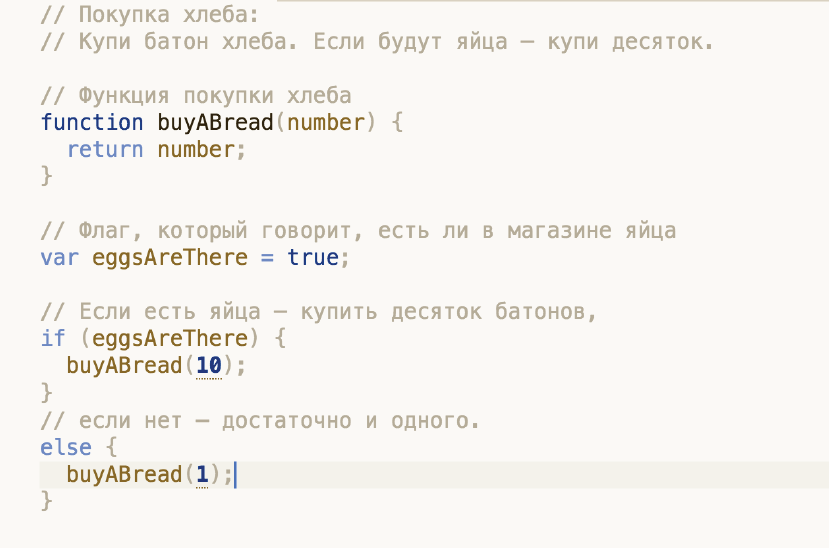 // Покупка хлеба:
// Купи батон хлеба. Если будут яйца — купи десяток.
// Функция покупки хлеба
function buyABread(number) {
  return number;
}
// Флаг, который говорит, есть ли в магазине яйца
var eggsAreThere = true;
// Если есть яйца — купить десяток батонов,
if (eggsAreThere) {
  buyABread(10);
}
// если нет — достаточно и одного.
else {
  buyABread(1);
}